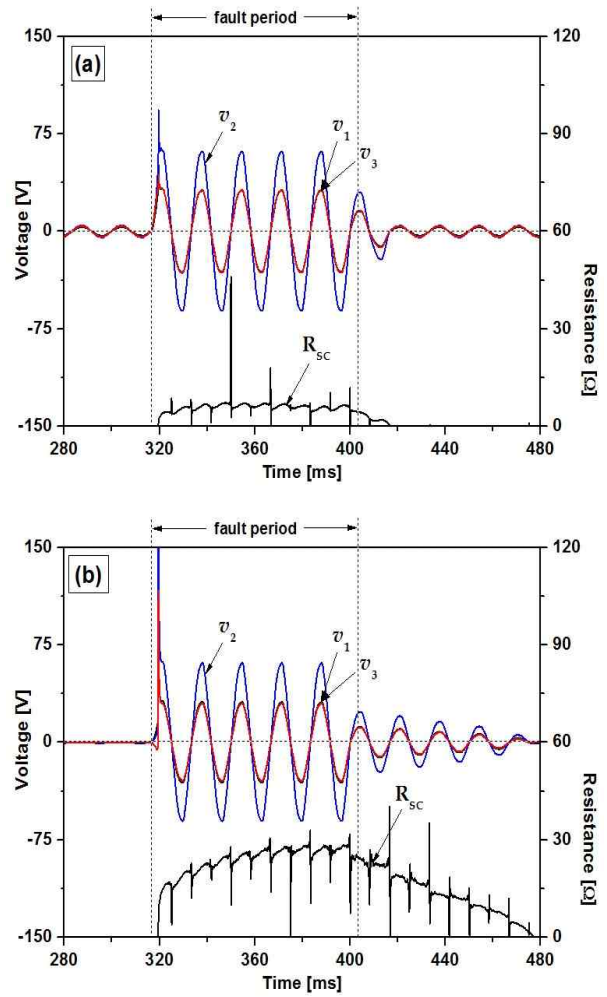 fault period
150
120
(a)
v2
v1
v3
75
90
Voltage [V]
0
60
Resistance [Ω]
-75
30
Rsc
-150
0
280
320
360
400
440
480
Time [ms]
fault period
150
120
(b)
v2
v1
v3
75
90
Voltage [V]
0
60
Resistance [Ω]
Rsc
-75
30
-150
0
280
320
360
400
440
480
Time [ms]